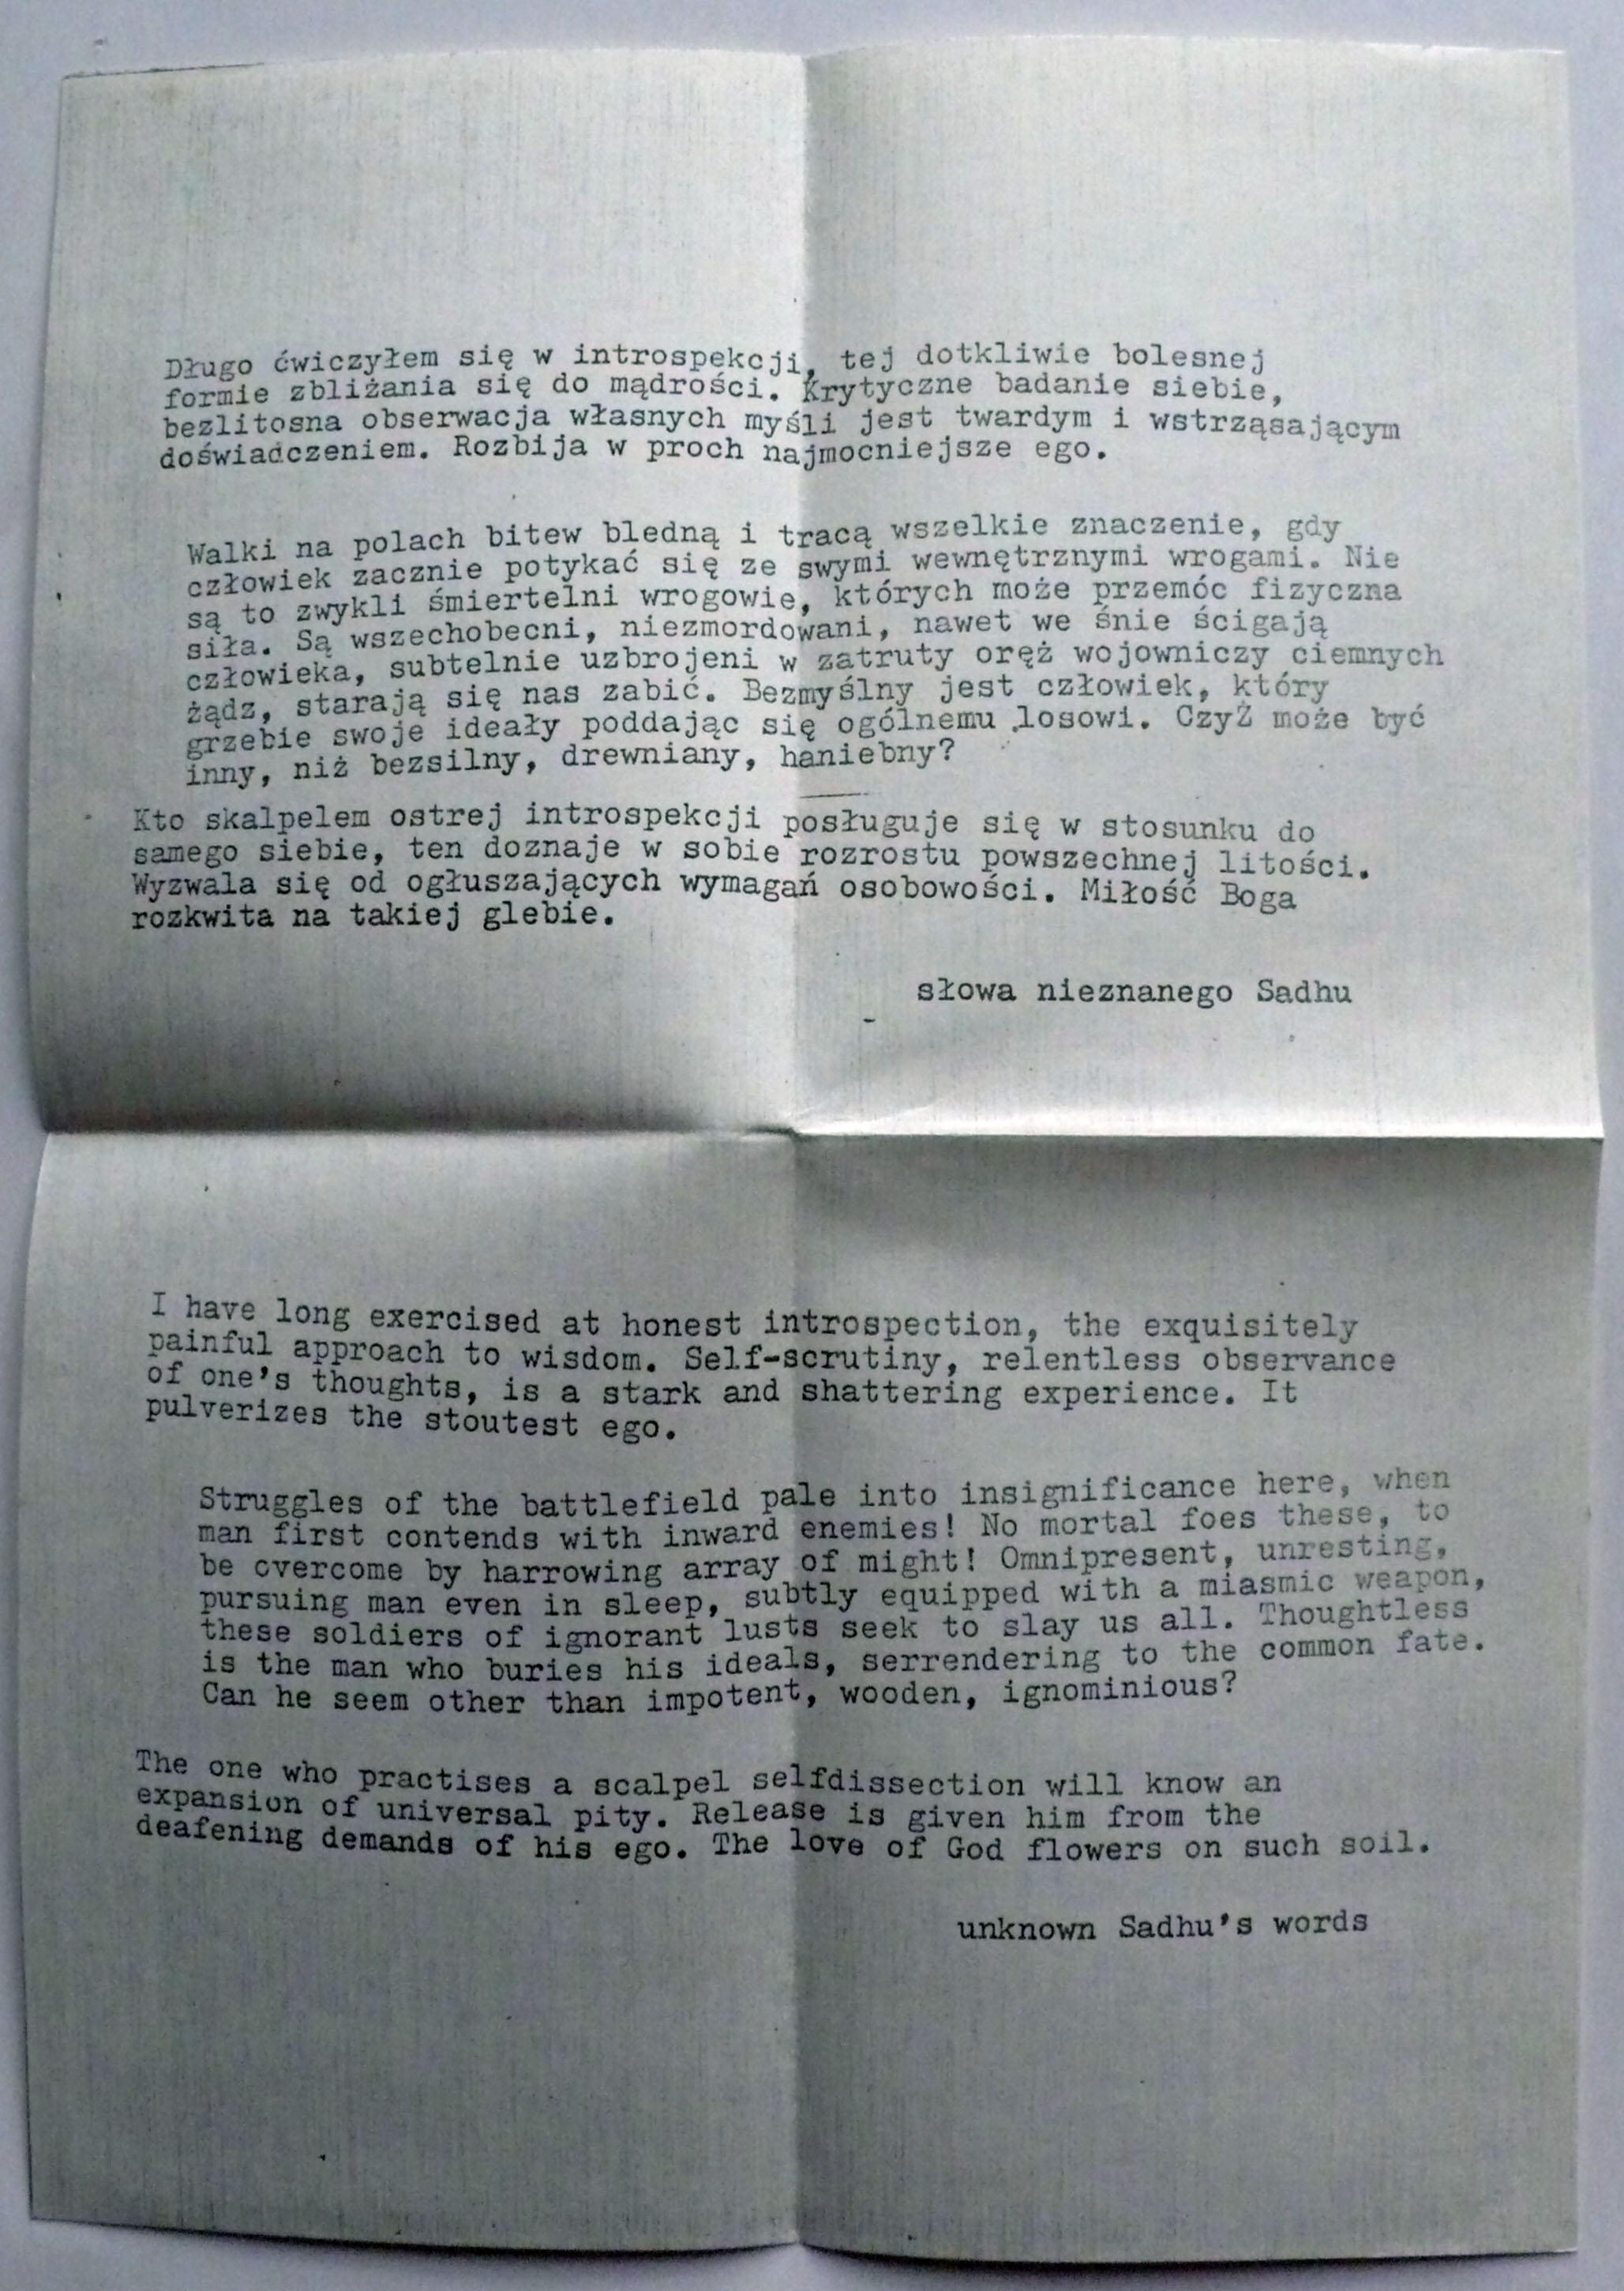 Długo ćwiczyłem się w introspekcji, tej dotkliwie bolesnej
formie zbliżania się do mądrości. Krytyczne badanie siebie,
bezlitosna obserwacja własnych myśli jest twardym i wstrząsającym
doświadczeniem. Rozbija w proch najmocniejsze ego.
Walki na polach bitew bledną i tracą wszelkie znaczenie, gdy
człowiek zacznie potykać się ze swymi wewnętrznymi wrogami. Nie
są to zwykli śmiertelni wrogowie, których może przemóc fizyczna
siła. Są wszechobecni, niezmordowani, nawet we śnie ścigają
człowieka, subtelnie uzbrojeni w zatruty oręż wojowniczy ciemnych
żądz, starają się nas zabić. Bezmyślny jest człowiek, który
grzebie swoje ideały poddając się ogólnemu losowi. CzyŻ może być
inny, niż bezsilny, drewniany, haniebny?
Kto skalpelem ostrej introspekcji posługuje się w stosunku do
samego siebie, ten doznaje w sobie rozrostu powszechnej litości.
Wyzwala się od ogłuszających wymagań osobowości. Miłość Boga
rozkwita na takiej glebie.
słowa nieznanego Sadhu
I have long exercised at honest introspection, the exquisitely
painful approach to wisdom. Self-scrutiny, relentless observance
of one's thoughts, is a stark and shattering experience. It
pulverizes the stoutest ego.
Struggles of the battlefield pale into insignificance here, when
man first contends with inward enemies! No mortal foes these, to
be overcome by harrowing array of might! Omnipresent, unresting,
pursuing man even in sleep, subtly equipped with a miasmic weapon,
these soldiers of ignorant lusts seek to slay us all. Thoughtless
is the man who buries his ideals, serrendering to the common fate.
Can he seem other than impotent, wooden, ignominious?
The one who practises a scalpel selfdissection will know an
expansion of universal pity. Release is given him from the
deafening demands of his ego. The love of God flowers on such soil.
unknown Sadhu's words